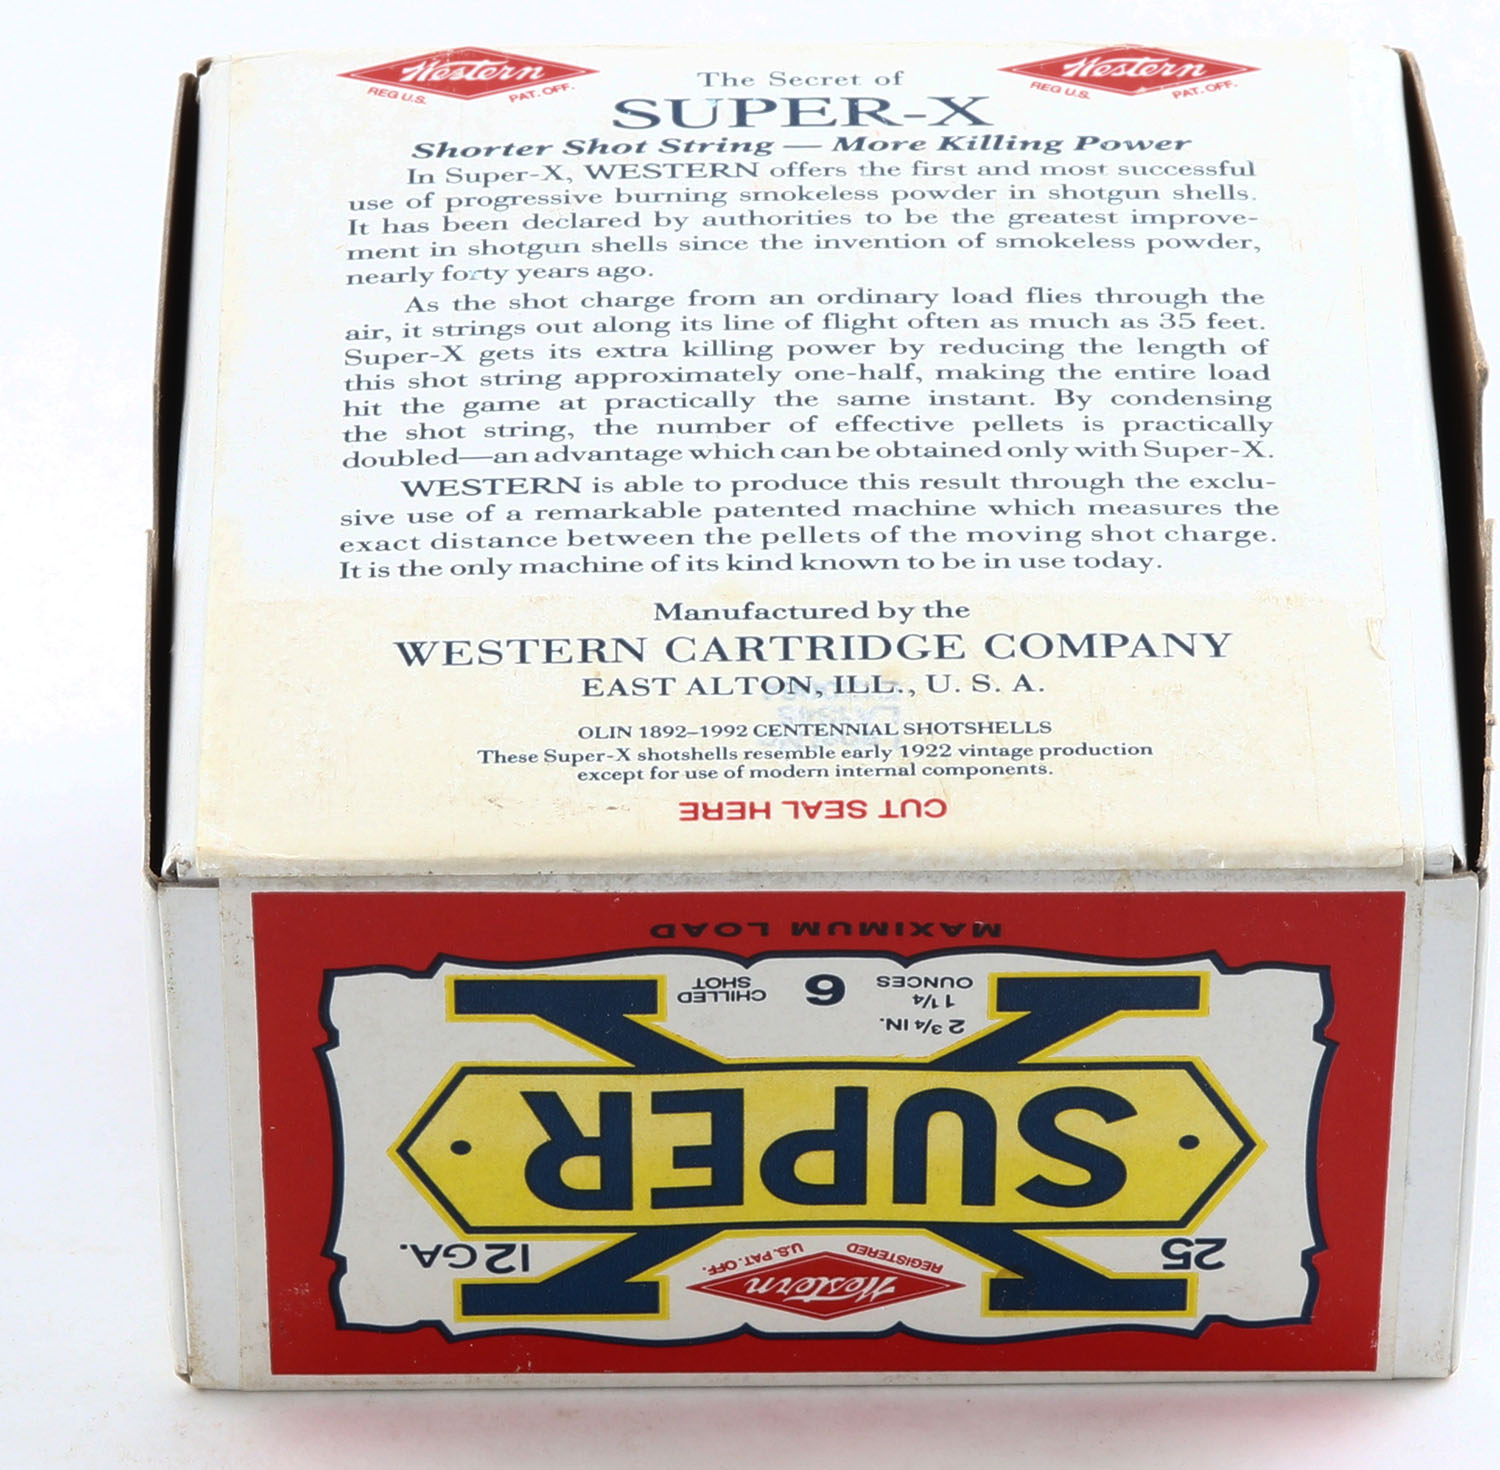 Western
REG U.S. PAT. OFF.
Western
REG U.S. PAT. OFF.
The Secret of
SUPER-X
Shorter Shot String — More Killing Power
In Super-X, WESTERN offers the first and most successful
use of progressive burning smokeless powder in shotgun shells.
It has been declared by authorities to be the greatest improve-
ment in shotgun shells since the invention of smokeless powder,
nearly forty years ago.
As the shot charge from an ordinary load flies through the
air, it strings out along its line of flight often as much as 35 feet.
Super-X gets its extra killing power by reducing the length of
this shot string approximately one-half, making the entire load
hit the game at practically the same instant. By condensing
the shot string, the number of effective pellets is practically
doubled—an advantage which can be obtained only with Super-X.
WESTERN is able to produce this result through the exclu-
sive use of a remarkable patented machine which measures the
exact distance between the pellets of the moving shot charge.
It is the only machine of its kind known to be in use today.
Manufactured by the
WESTERN CARTRIDGE COMPANY
EAST ALTON, ILL., U. S. A.
OLIN 1892–1992 CENTENNIAL SHOTSHELLS
These Super-X shotshells resemble early 1922 vintage production
except for use of modern internal components.
CUT SEAL HERE
25
Western
REGISTERED U.S. PAT. OFF.
12 GA.
SUPER
X
2 3/4 IN.
1 1/4
OUNCES
6
CHILLED
SHOT
MAXIMUM LOAD